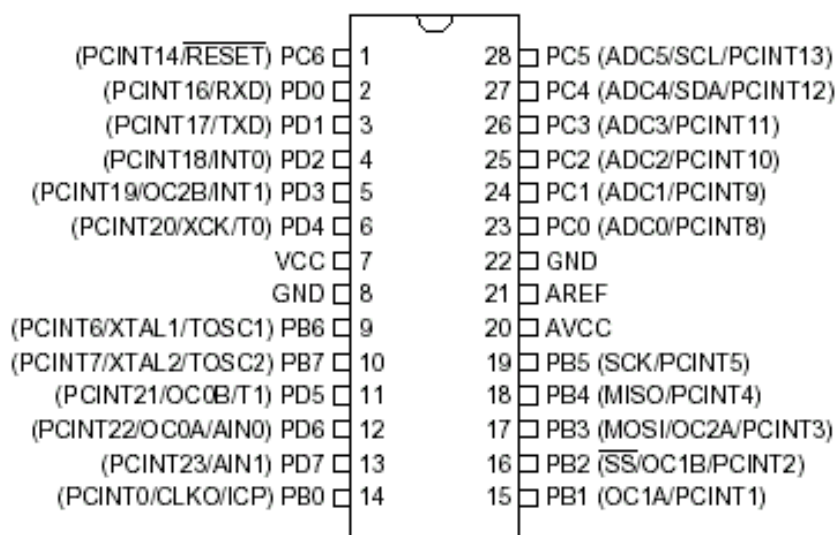 (PCINT14/RESET) PC6 1 28 PC5 (ADC5/SCL/PCINT13)
(PCINT16/RXD) PD0 2 27 PC4 (ADC4/SDA/PCINT12)
(PCINT17/TXD) PD1 3 26 PC3 (ADC3/PCINT11)
(PCINT18/INT0) PD2 4 25 PC2 (ADC2/PCINT10)
(PCINT19/OC2B/INT1) PD3 5 24 PC1 (ADC1/PCINT9)
(PCINT20/XCK/T0) PD4 6 23 PC0 (ADC0/PCINT8)
VCC 7 22 GND
GND 8 21 AREF
(PCINT6/XTAL1/TOSC1) PB6 9 20 AVCC
(PCINT7/XTAL2/TOSC2) PB7 10 19 PB5 (SCK/PCINT5)
(PCINT21/OC0B/T1) PD5 11 18 PB4 (MISO/PCINT4)
(PCINT22/OC0A/AIN0) PD6 12 17 PB3 (MOSI/OC2A/PCINT3)
(PCINT23/AIN1) PD7 13 16 PB2 (SS/OC1B/PCINT2)
(PCINT0/CLKO/ICP) PB0 14 15 PB1 (OC1A/PCINT1)